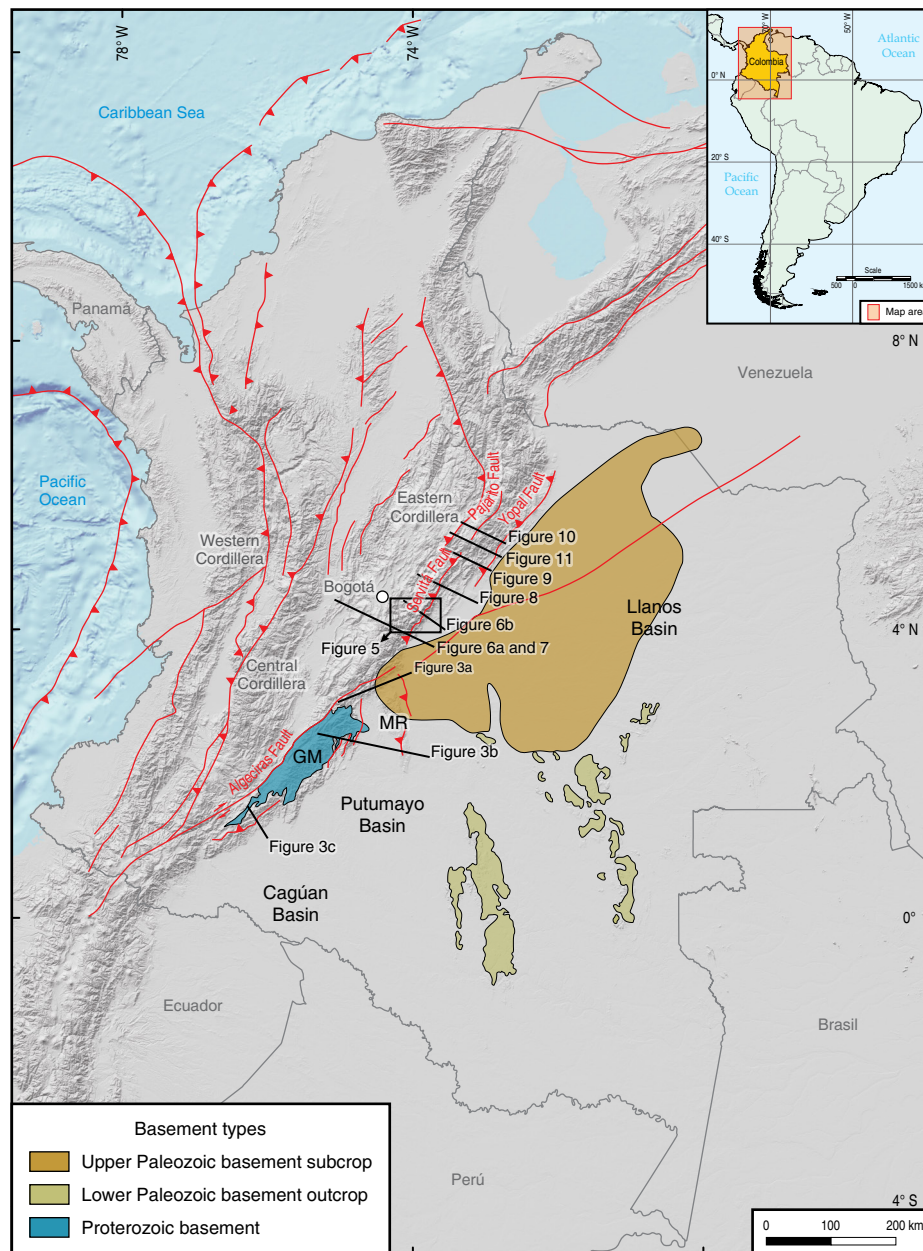 78° W
74° W
Caribbean Sea
70° W
50° W
Atlantic
Ocean
Colombia
0° N
20° S
Pacific
Ocean
40° S
Scale
500
0
1500 km
Map area
Panamá
8° N
Venezuela
Pacific
Ocean
Western
Cordillera
Eastern
Cordillera
Pajarito Fault
Yopal Fault
Servitá Fault
Figure 10
Figure 11
Figure 9
Figure 8
Bogotá
Llanos
Basin
Figure 6b
4° N
Figure 5
Figure 6a and 7
Central
Cordillera
Figure 3a
MR
Algeciras Fault
GM
Figure 3b
Putumayo
Basin
Figure 3c
Cagúan
Basin
0°
Ecuador
Brasil
Perú
4° S
Basement types
Upper Paleozoic basement subcrop
Lower Paleozoic basement outcrop
Proterozoic basement
0
100
200 km